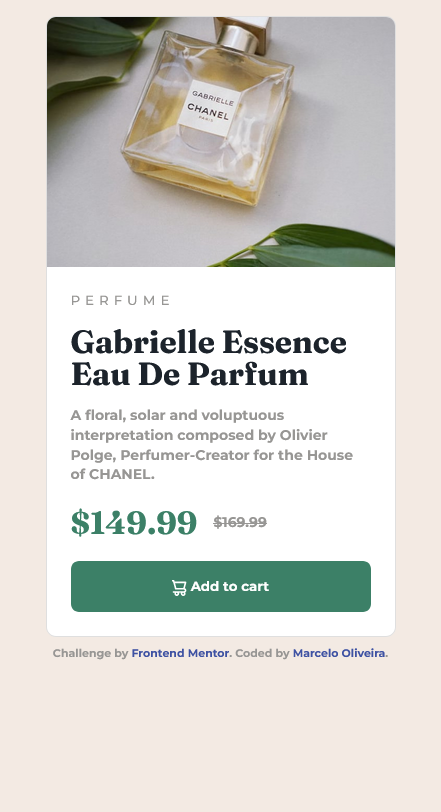 GABRIELLE
CHANEL
PARIS
PERFUME
Gabrielle Essence
Eau De Parfum
A floral, solar and voluptuous
interpretation composed by Olivier
Polge, Perfumer-Creator for the House
of CHANEL.
$149.99 $169.99
Add to cart
Challenge by Frontend Mentor. Coded by Marcelo Oliveira.